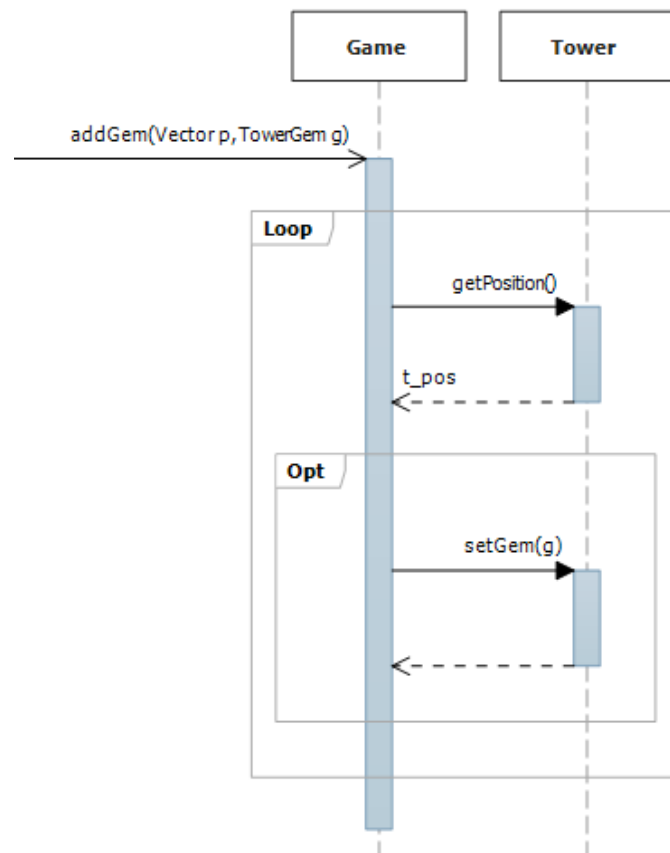 Game
Tower
addGem(Vector p, TowerGem g)
Loop
getPosition()
t_pos
Opt
setGem(g)